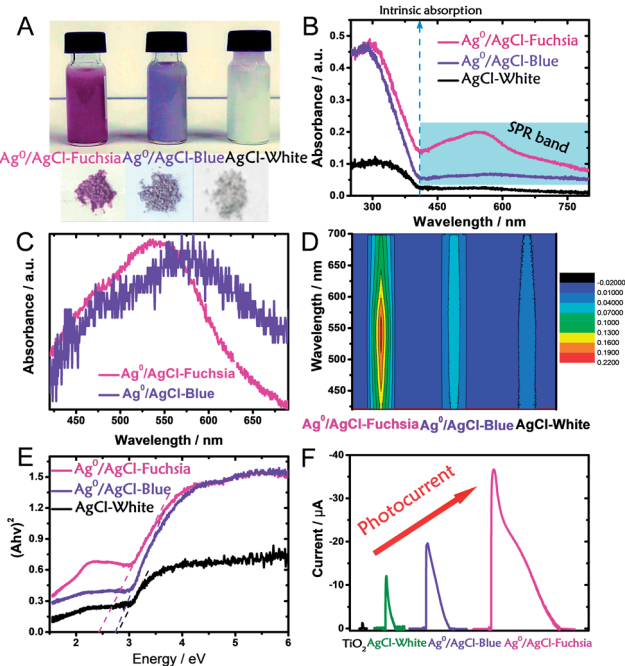 A
Ag⁰/AgCl-Fuchsia Ag⁰/AgCl-Blue AgCl-White
B
Intrinsic absorption
Ag⁰/AgCl-Fuchsia
Ag⁰/AgCl-Blue
AgCl-White
SPR band
Absorbance / a.u.
0.5
0.4
0.3
0.2
0.1
0.0
300 450 600 750
Wavelength / nm
C
Absorbance / a.u.
Ag⁰/AgCl-Fuchsia
Ag⁰/AgCl-Blue
450 500 550 600 650
Wavelength / nm
D
Wavelength / nm
700
650
600
550
500
450
Ag⁰/AgCl-Fuchsia Ag⁰/AgCl-Blue AgCl-White
-0.02000
0.01000
0.04000
0.07000
0.1000
0.1300
0.1600
0.1900
0.2200
E
Ag⁰/AgCl-Fuchsia
Ag⁰/AgCl-Blue
AgCl-White
(Ahv)²
1.5
1.2
0.9
0.6
0.3
0.0
2 3 4 5 6
Energy / eV
F
Photocurrent
Current / μA
-40
-30
-20
-10
0
TiO₂ AgCl-White Ag⁰/AgCl-Blue Ag⁰/AgCl-Fuchsia